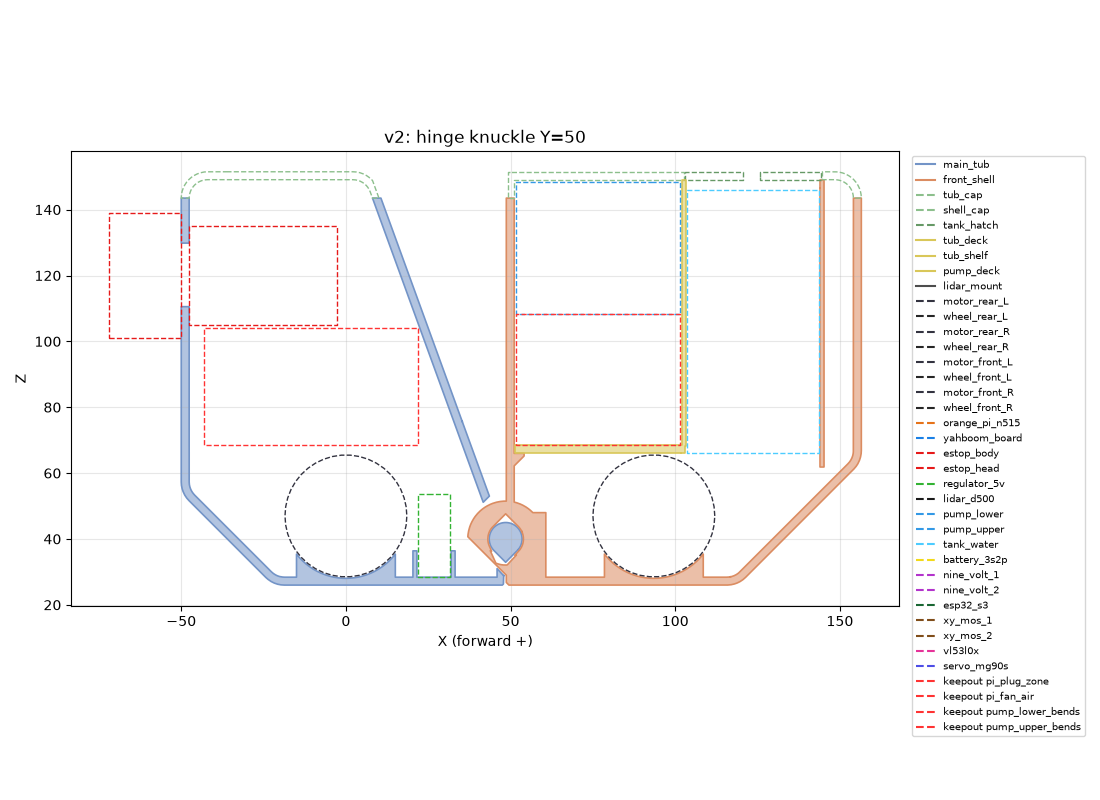 v2: hinge knuckle Y=50
Z
140
120
100
80
60
40
20
−50
0
50
100
150
X (forward +)
main_tub
front_shell
tub_cap
shell_cap
tank_hatch
tub_deck
tub_shelf
pump_deck
lidar_mount
motor_rear_L
wheel_rear_L
motor_rear_R
wheel_rear_R
motor_front_L
wheel_front_L
motor_front_R
wheel_front_R
orange_pi_n515
yahboom_board
estop_body
estop_head
regulator_5v
lidar_d500
pump_lower
pump_upper
tank_water
battery_3s2p
nine_volt_1
nine_volt_2
esp32_s3
xy_mos_1
xy_mos_2
vl53l0x
servo_mg90s
keepout pi_plug_zone
keepout pi_fan_air
keepout pump_lower_bends
keepout pump_upper_bends